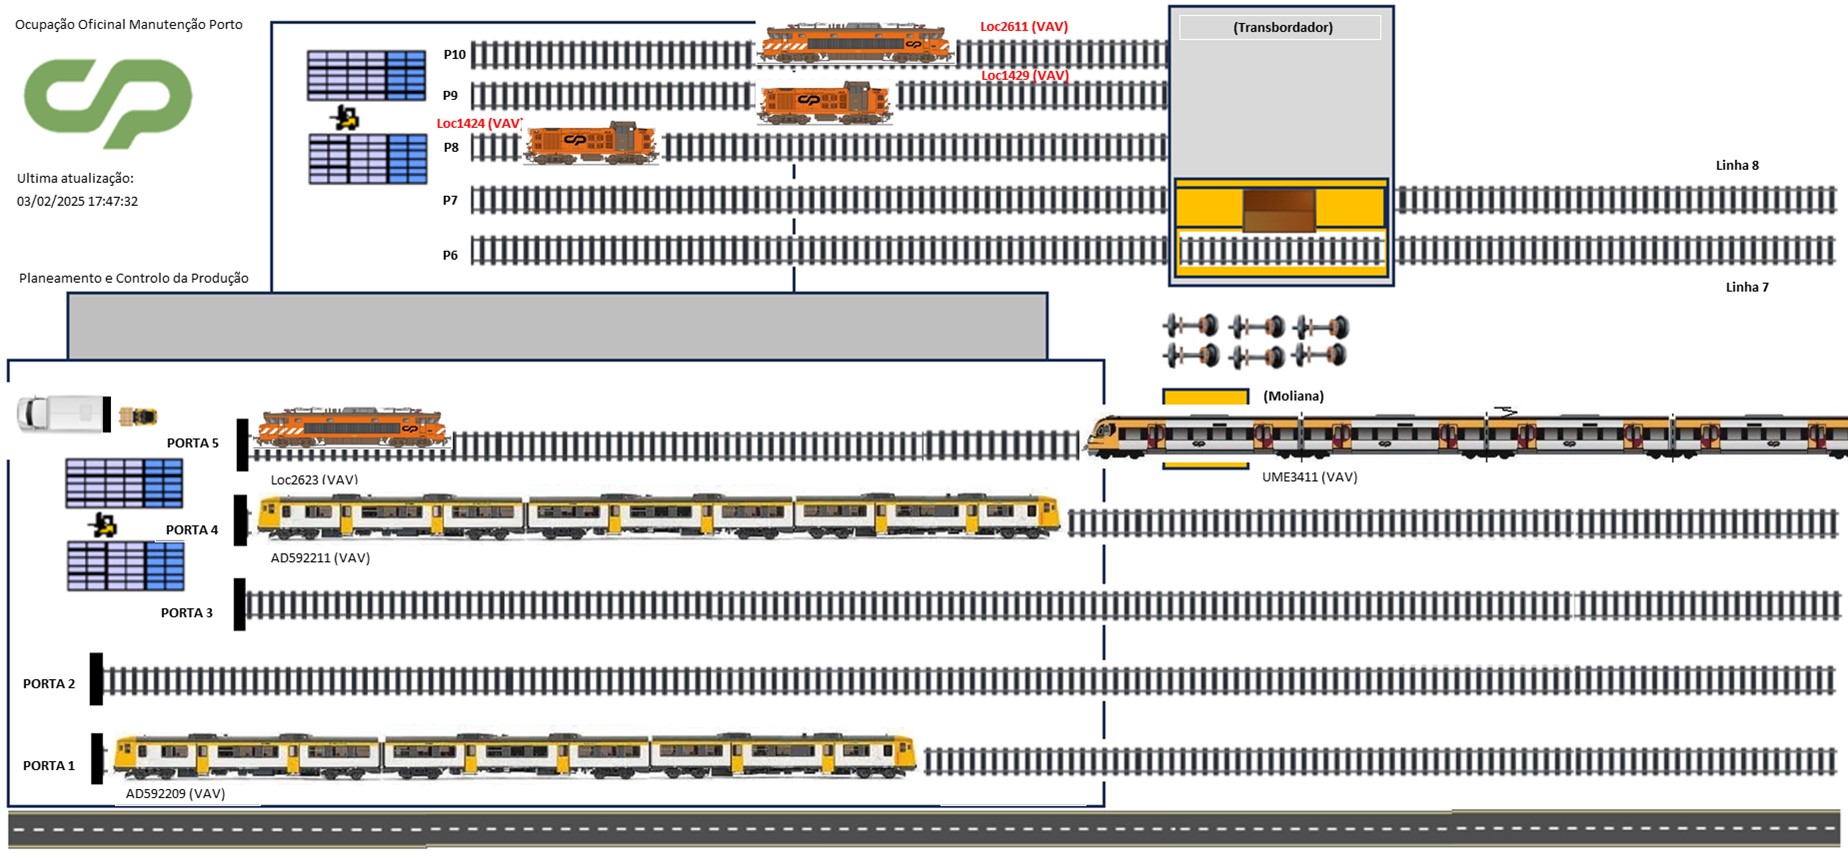 Ocupação Oficinal Manutenção Porto
Loc2611 (VAV)
(Transbordador)
P10
Loc1429 (VAV)
P9
Loc1424 (VAV)
P8
Linha 8
Ultima atualização:
03/02/2025 17:47:32
P7
P6
Planeamento e Controlo da Produção
Linha 7
(Moliana)
PORTA 5
Loc2623 (VAV)
UME3411 (VAV)
PORTA 4
AD592211 (VAV)
PORTA 3
PORTA 2
PORTA 1
AD592209 (VAV)